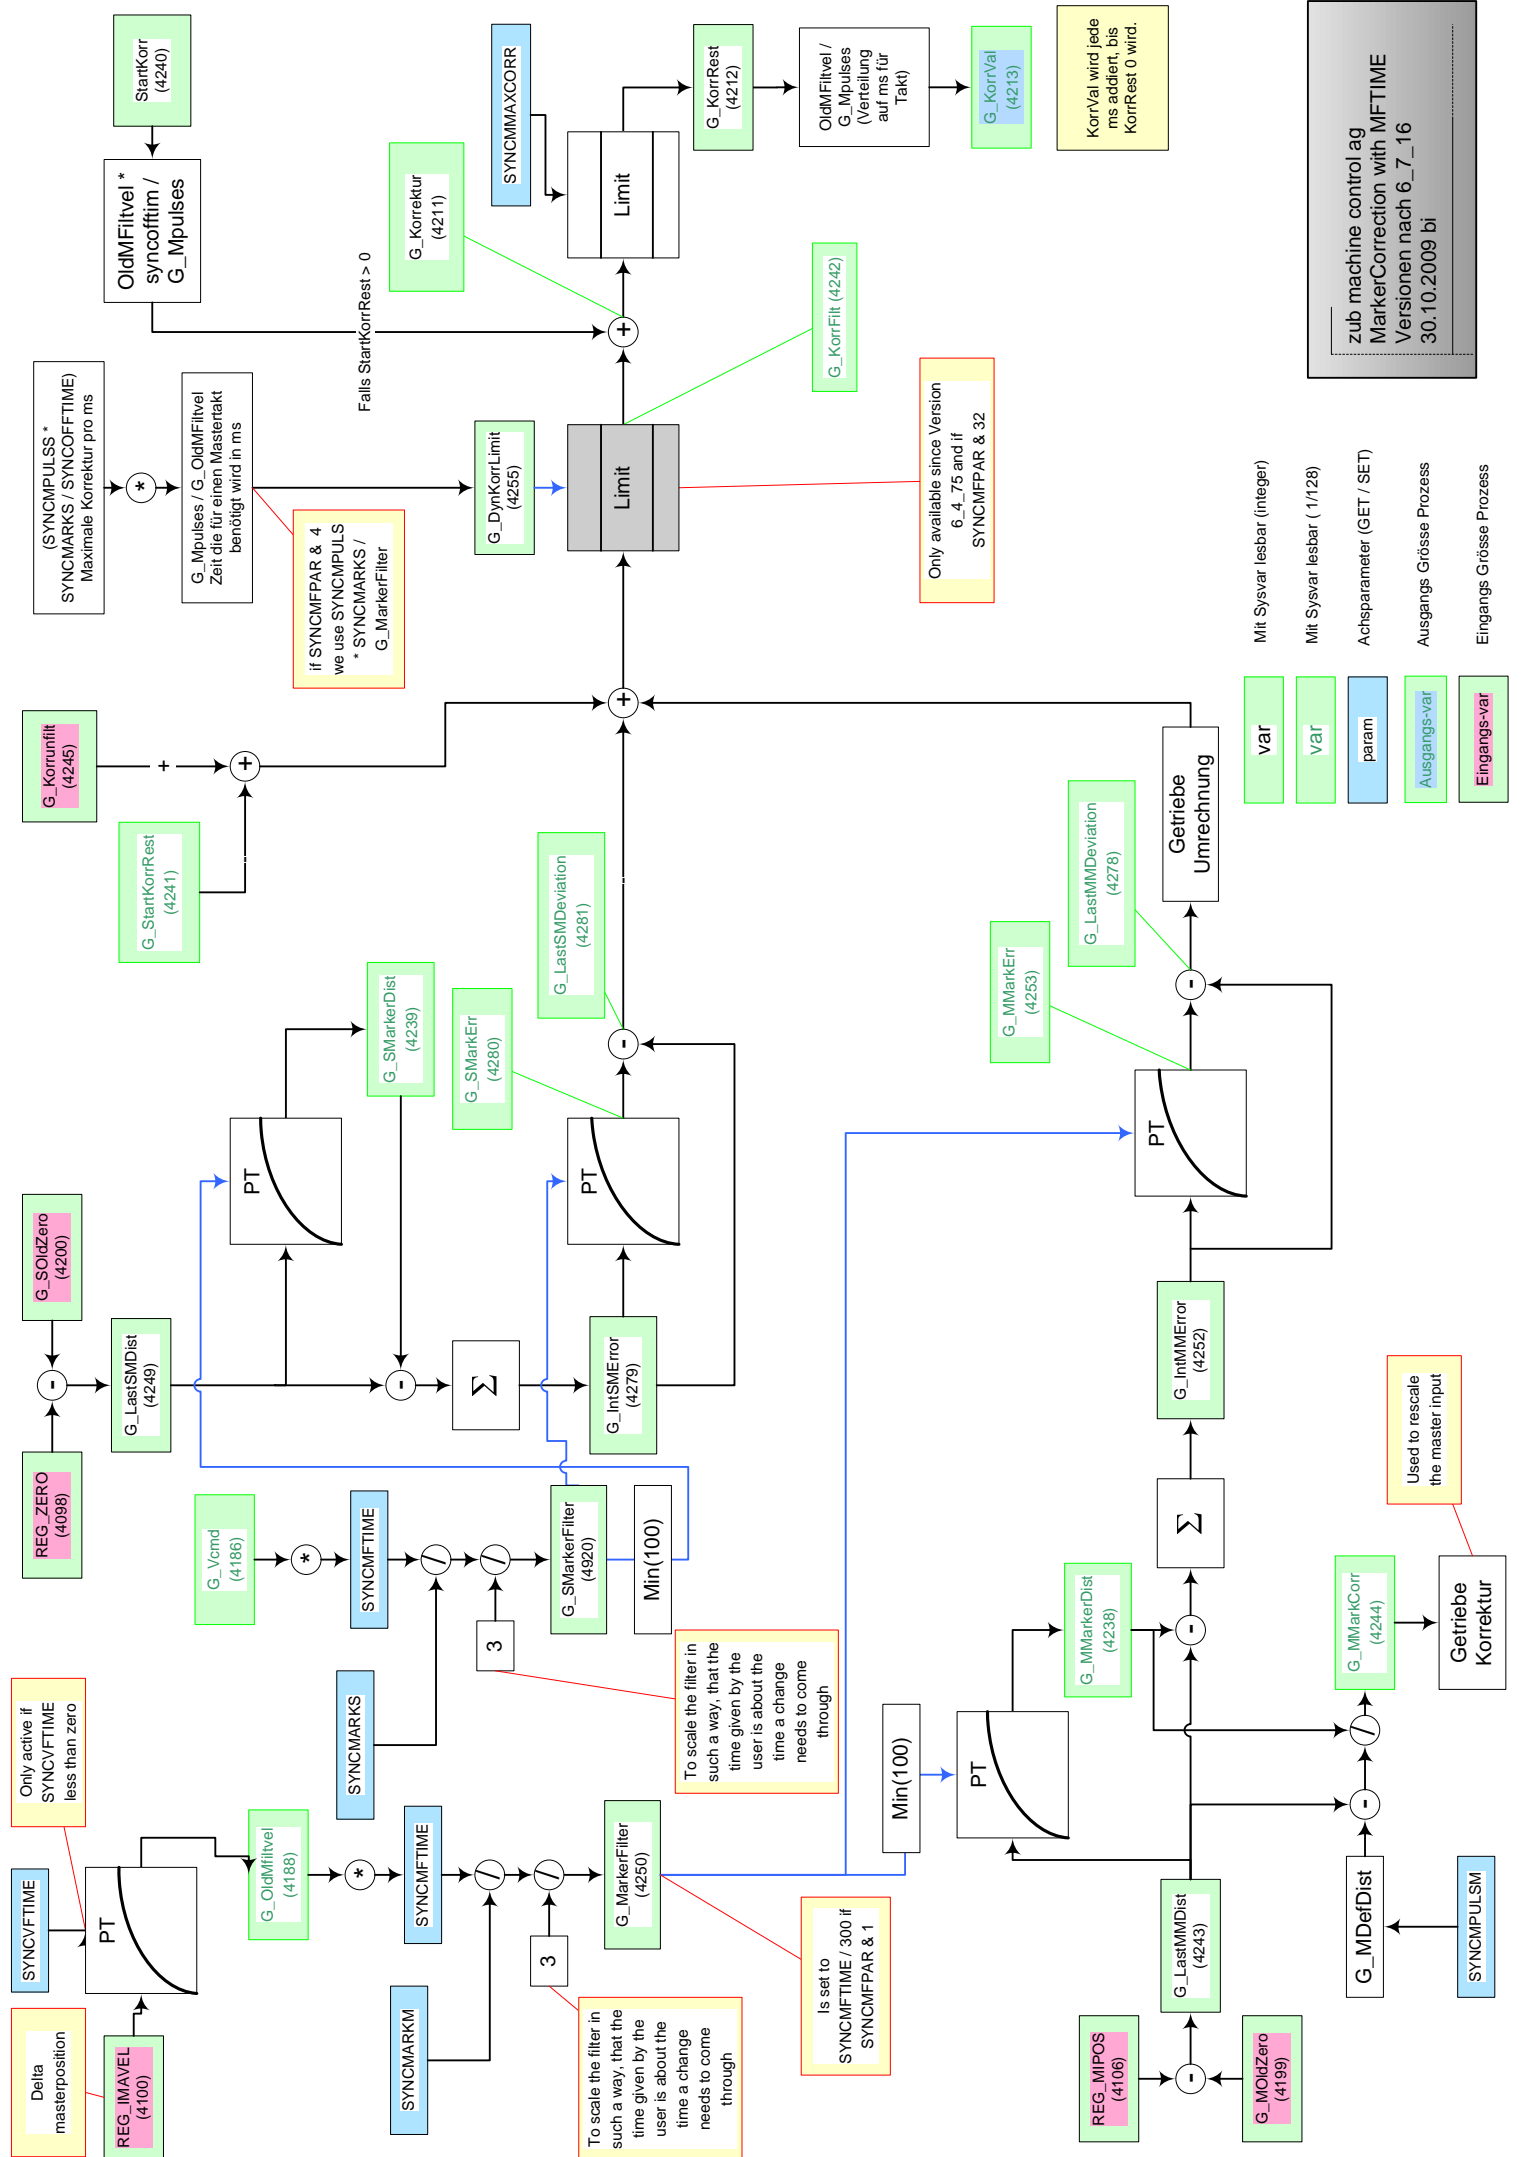 StartKorr
(4240)
OldMFiltvel *
syncofftim /
G_Mpulses
(SYNCMPULSS *
SYNCMARKS / SYNCOFFTIME)
Maximale Korrektur pro ms
*
G_Mpulses / G_OldMFiltvel
Zeit die für einen Mastertakt
benötigt wird in ms
if SYNCMFPAR & 4
we use SYNCMPULS
* SYNCMARKS /
G_MarkerFilter
Falls StartKorrRest > 0
G_DynKorrLimit
(4255)
Limit
Only available since Version
6_4_75 and if
SYNCMFPAR & 32
G_KorrFilt (4242)
+
G_Korrektur
(4211)
SYNCMMAXCORR
Limit
G_KorrRest
(4212)
OldMFiltvel /
G_Mpulses
(Verteilung
auf ms für
Takt)
G_KorrVal
(4213)
KorrVal wird jede
ms addiert, bis
KorrRest 0 wird.
zub machine control ag
MarkerCorrection with MFTIME
Versionen nach 6_7_16
30.10.2009 bi
G_Korrunfilt
(4245)
+
+
G_StartKorrRest
(4241)
+
REG_ZERO
(4098)
G_SOldZero
(4200)
-
G_LastSMDist
(4249)
PT
G_SMarkerDist
(4239)
-
Σ
G_IntSMError
(4279)
PT
G_SMarkErr
(4280)
-
G_LastSMDeviation
(4281)
G_Vcmd
(4186)
*
SYNCMFTIME
/
SYNCMARKS
/
3
G_SMarkerFilter
(4920)
Min(100)
To scale the filter in
such a way, that the
time given by the
user is about the
time a change
needs to come
through
Delta
masterposition
REG_IMAVEL
(4100)
SYNCVFTIME
Only active if
SYNCVFTIME
less than zero
PT
G_OldMfiltvel
(4188)
*
SYNCMFTIME
/
SYNCMARKM
/
3
G_MarkerFilter
(4250)
To scale the filter in
such a way, that the
time given by the
user is about the
time a change
needs to come
through
Is set to
SYNCMFTIME / 300 if
SYNCMFPAR & 1
Min(100)
PT
REG_MIPOS
(4106)
G_MOldZero
(4199)
-
G_LastMMDist
(4243)
G_MMarkerDist
(4238)
-
Σ
G_IntMMError
(4252)
PT
G_MMarkErr
(4253)
-
G_LastMMDeviation
(4278)
Getriebe
Umrechnung
SYNCMPULSM
G_MDefDist
-
/
G_MMarkCorr
(4244)
Getriebe
Korrektur
Used to rescale
the master input
var
Mit Sysvar lesbar (integer)
var
Mit Sysvar lesbar ( 1/128)
param
Achsparameter (GET / SET)
Ausgangs-var
Ausgangs Grösse Prozess
Eingangs-var
Eingangs Grösse Prozess